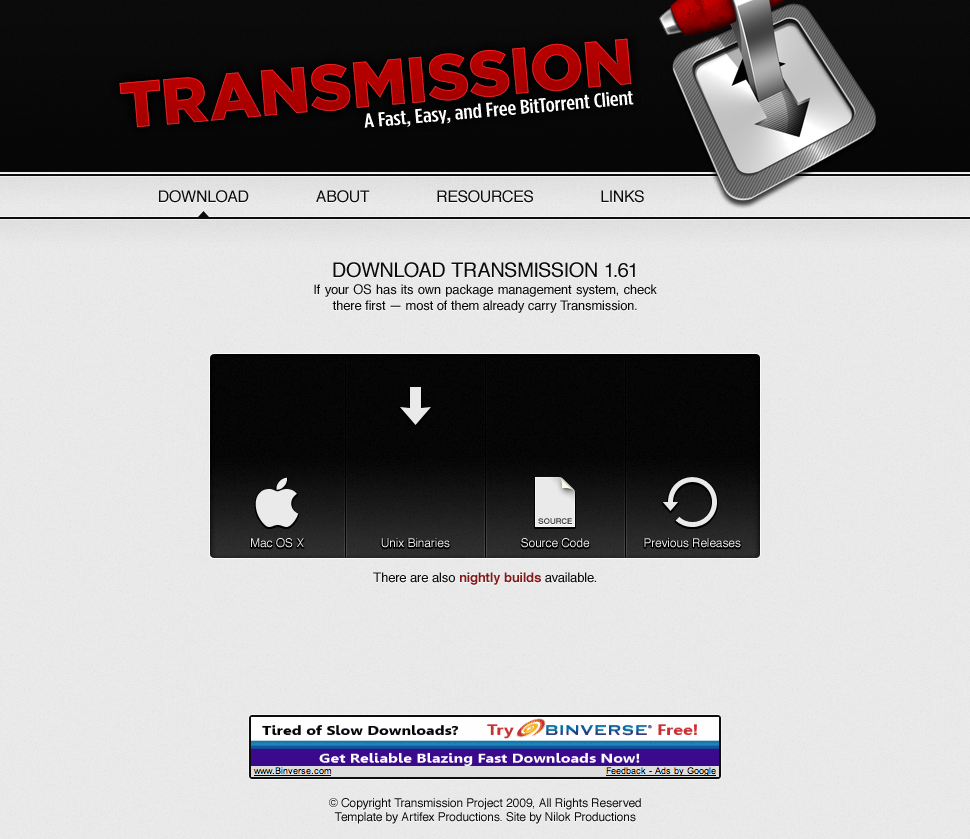 TRANSMISSION
A Fast, Easy, and Free BitTorrent Client
DOWNLOAD ABOUT RESOURCES LINKS
DOWNLOAD TRANSMISSION 1.61
If your OS has its own package management system, check
there first — most of them already carry Transmission.
SOURCE
Mac OS X Unix Binaries Source Code Previous Releases
There are also nightly builds available.
Tired of Slow Downloads? Try BINVERSE® Free!
Get Reliable Blazing Fast Downloads Now!
www.Binverse.com Feedback - Ads by Google
© Copyright Transmission Project 2009, All Rights Reserved
Template by Artifex Productions. Site by Nilok Productions